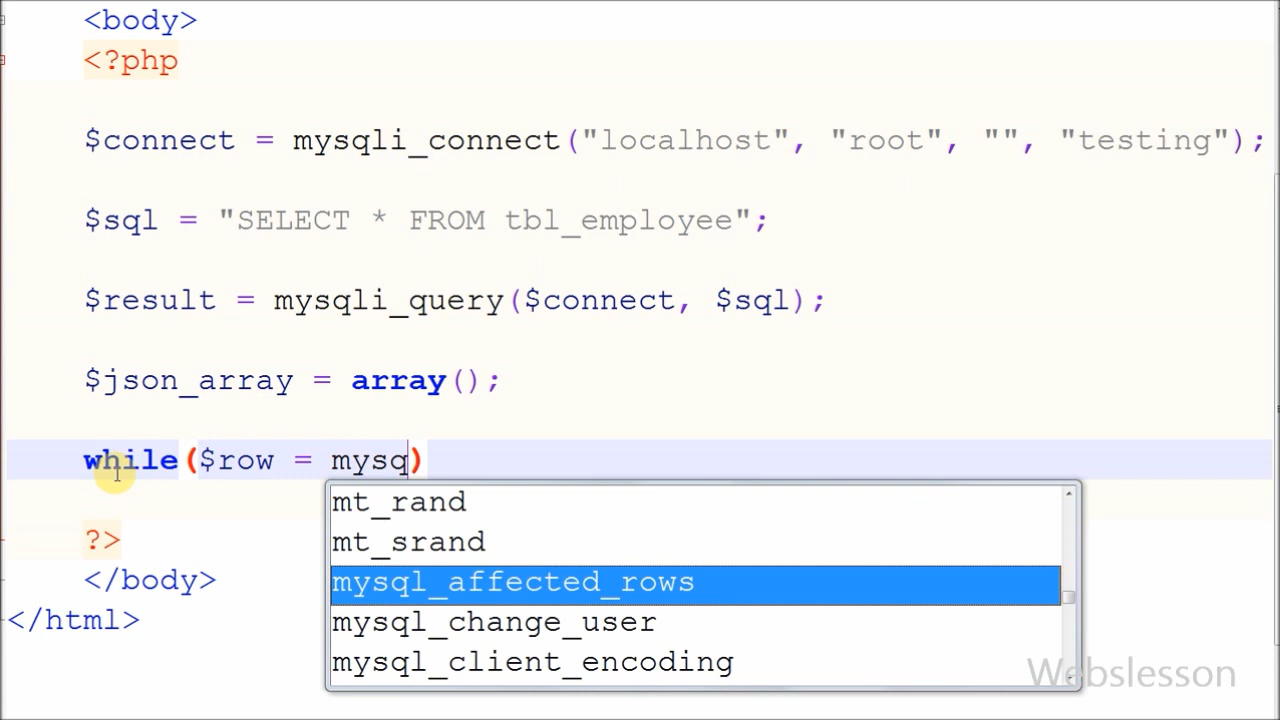 <body>
<?php
$connect = mysqli_connect("localhost", "root", "", "testing");
$sql = "SELECT * FROM tbl_employee";
$result = mysqli_query($connect, $sql);
$json_array = array();
while($row = mysq)
mt_rand
mt_srand
mysql_affected_rows
mysql_change_user
mysql_client_encoding
?>
</body>
</html>
Webslesson